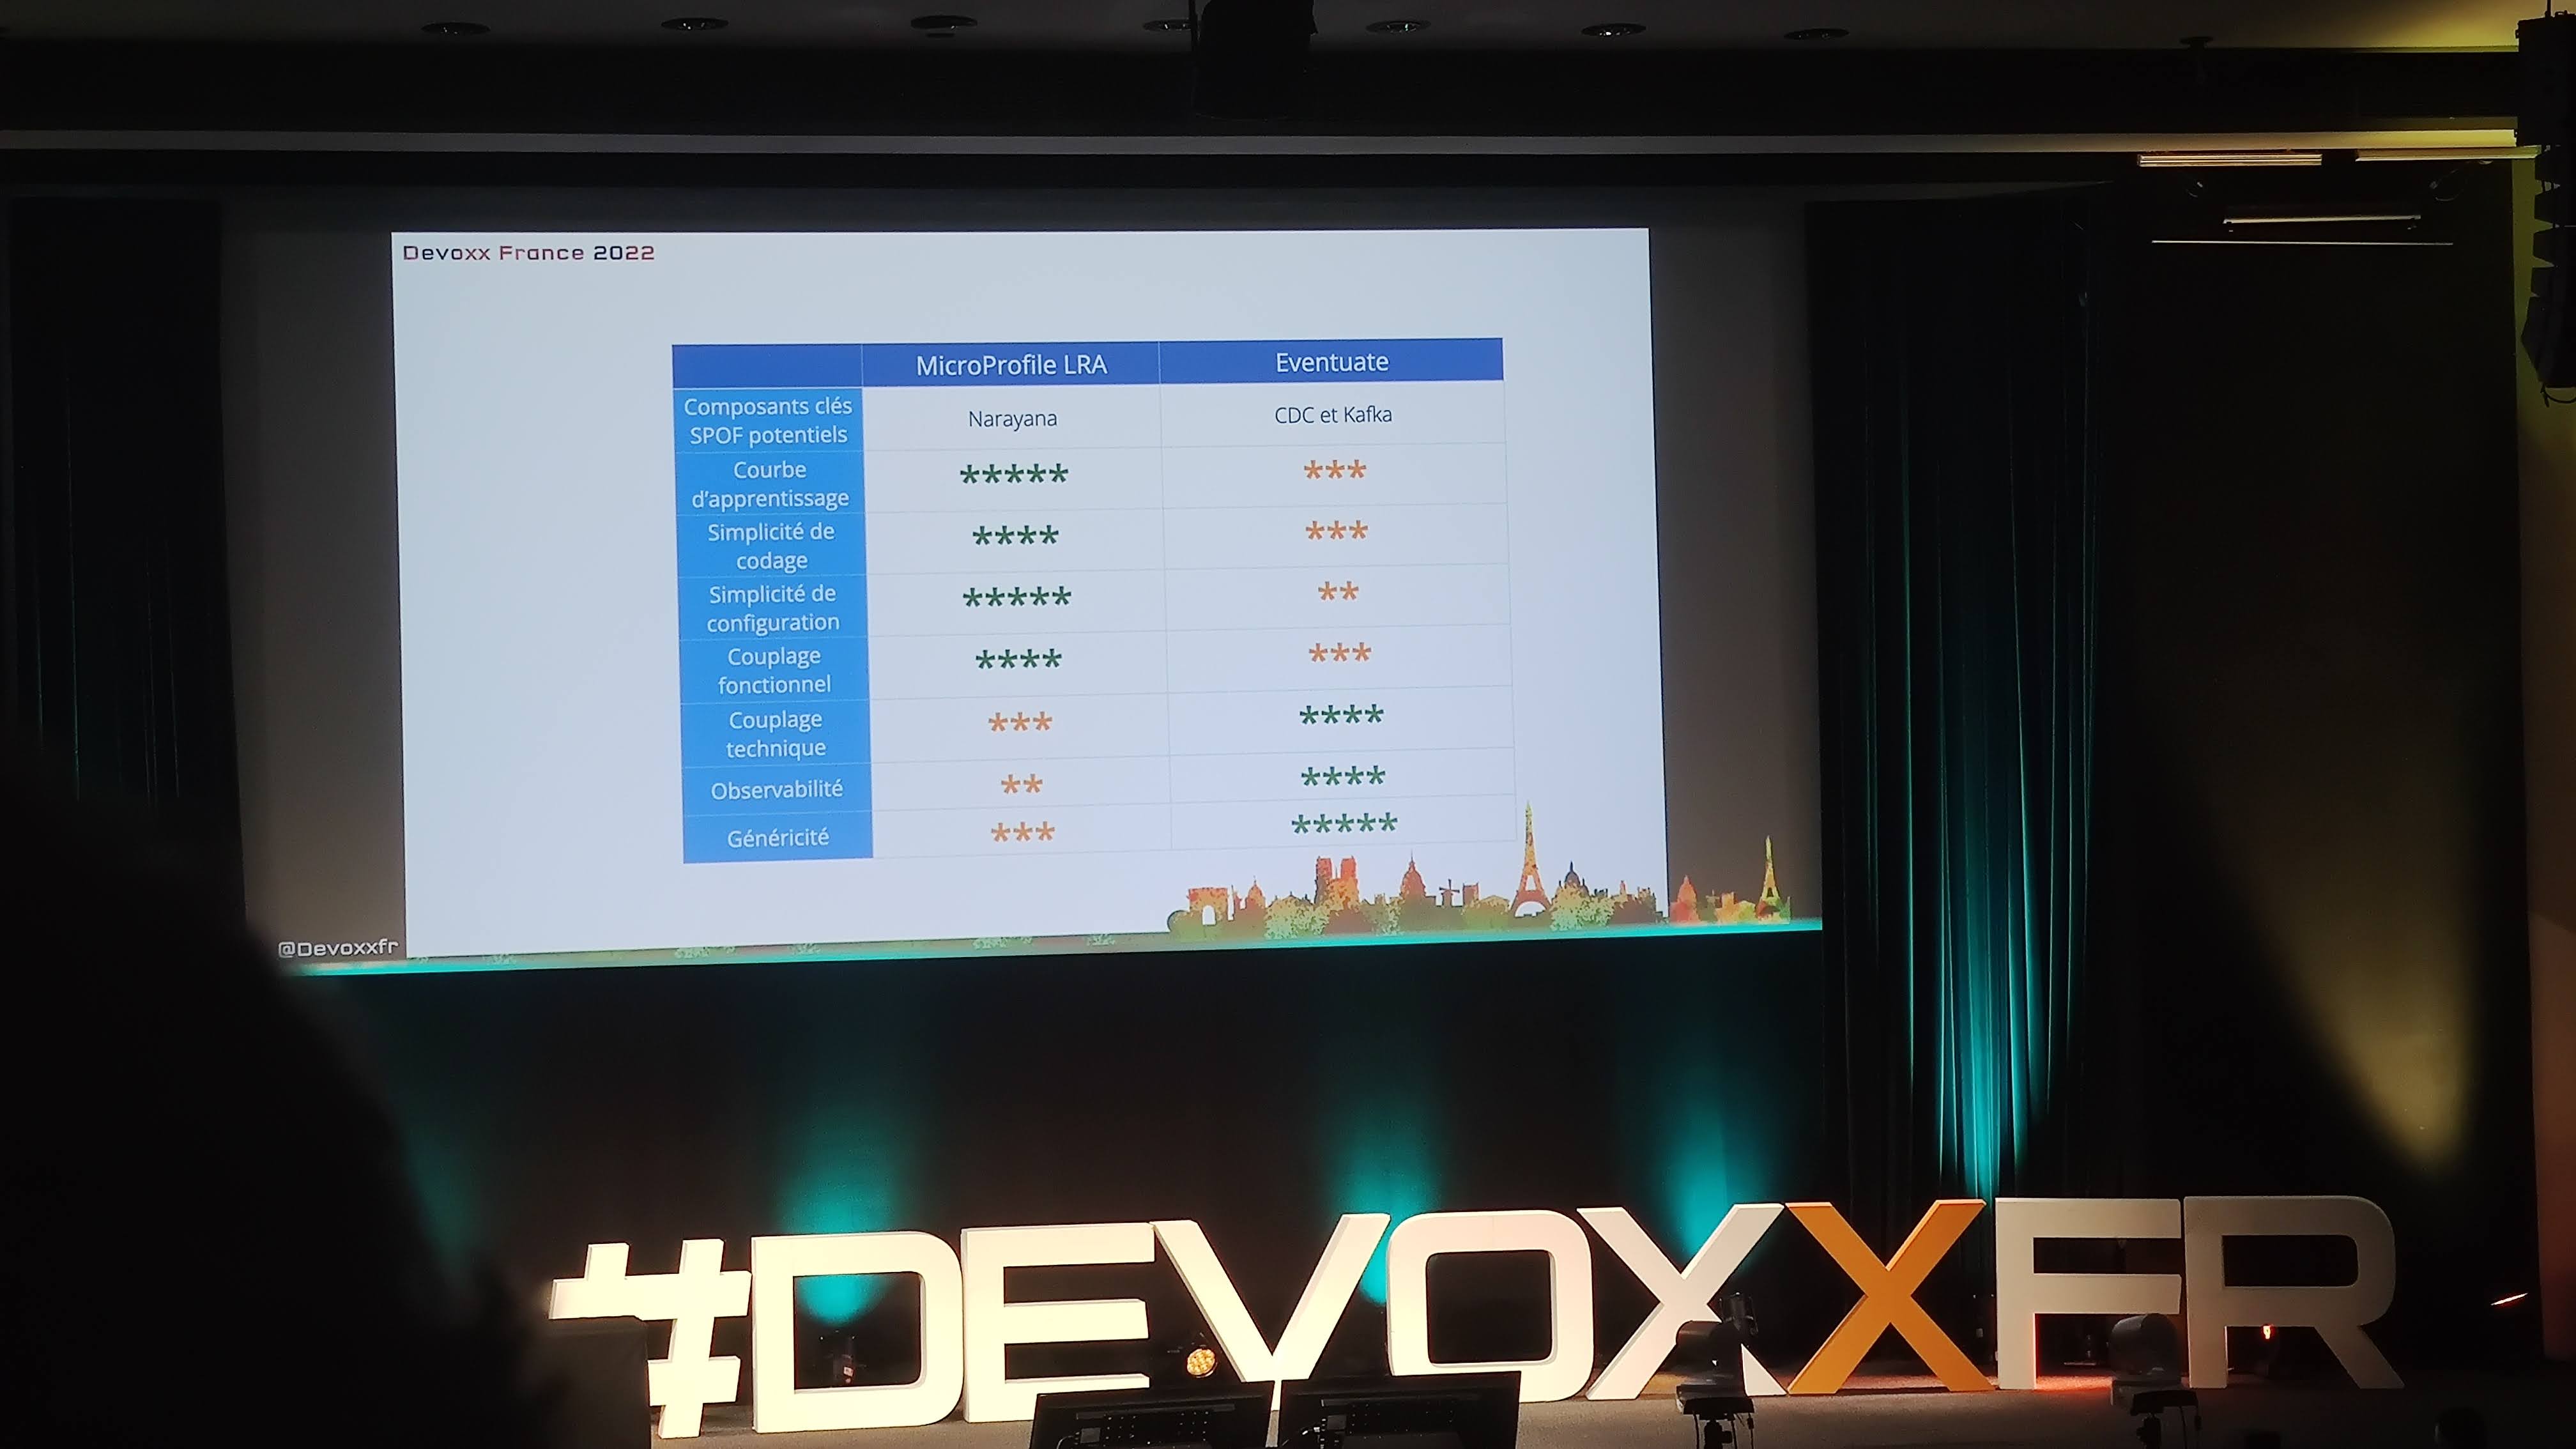 Devoxx France 2022
MicroProfile LRA Eventuate
Composants clés
SPOF potentiels
Narayana CDC et Kafka
Courbe
d'apprentissage
***** ***
Simplicité de
codage
**** ***
Simplicité de
configuration
***** **
Couplage
fonctionnel
**** ***
Couplage
technique
*** ****
Observabilité ** ****
Généricité *** *****
@Devoxxfr
#DEVOXXFR